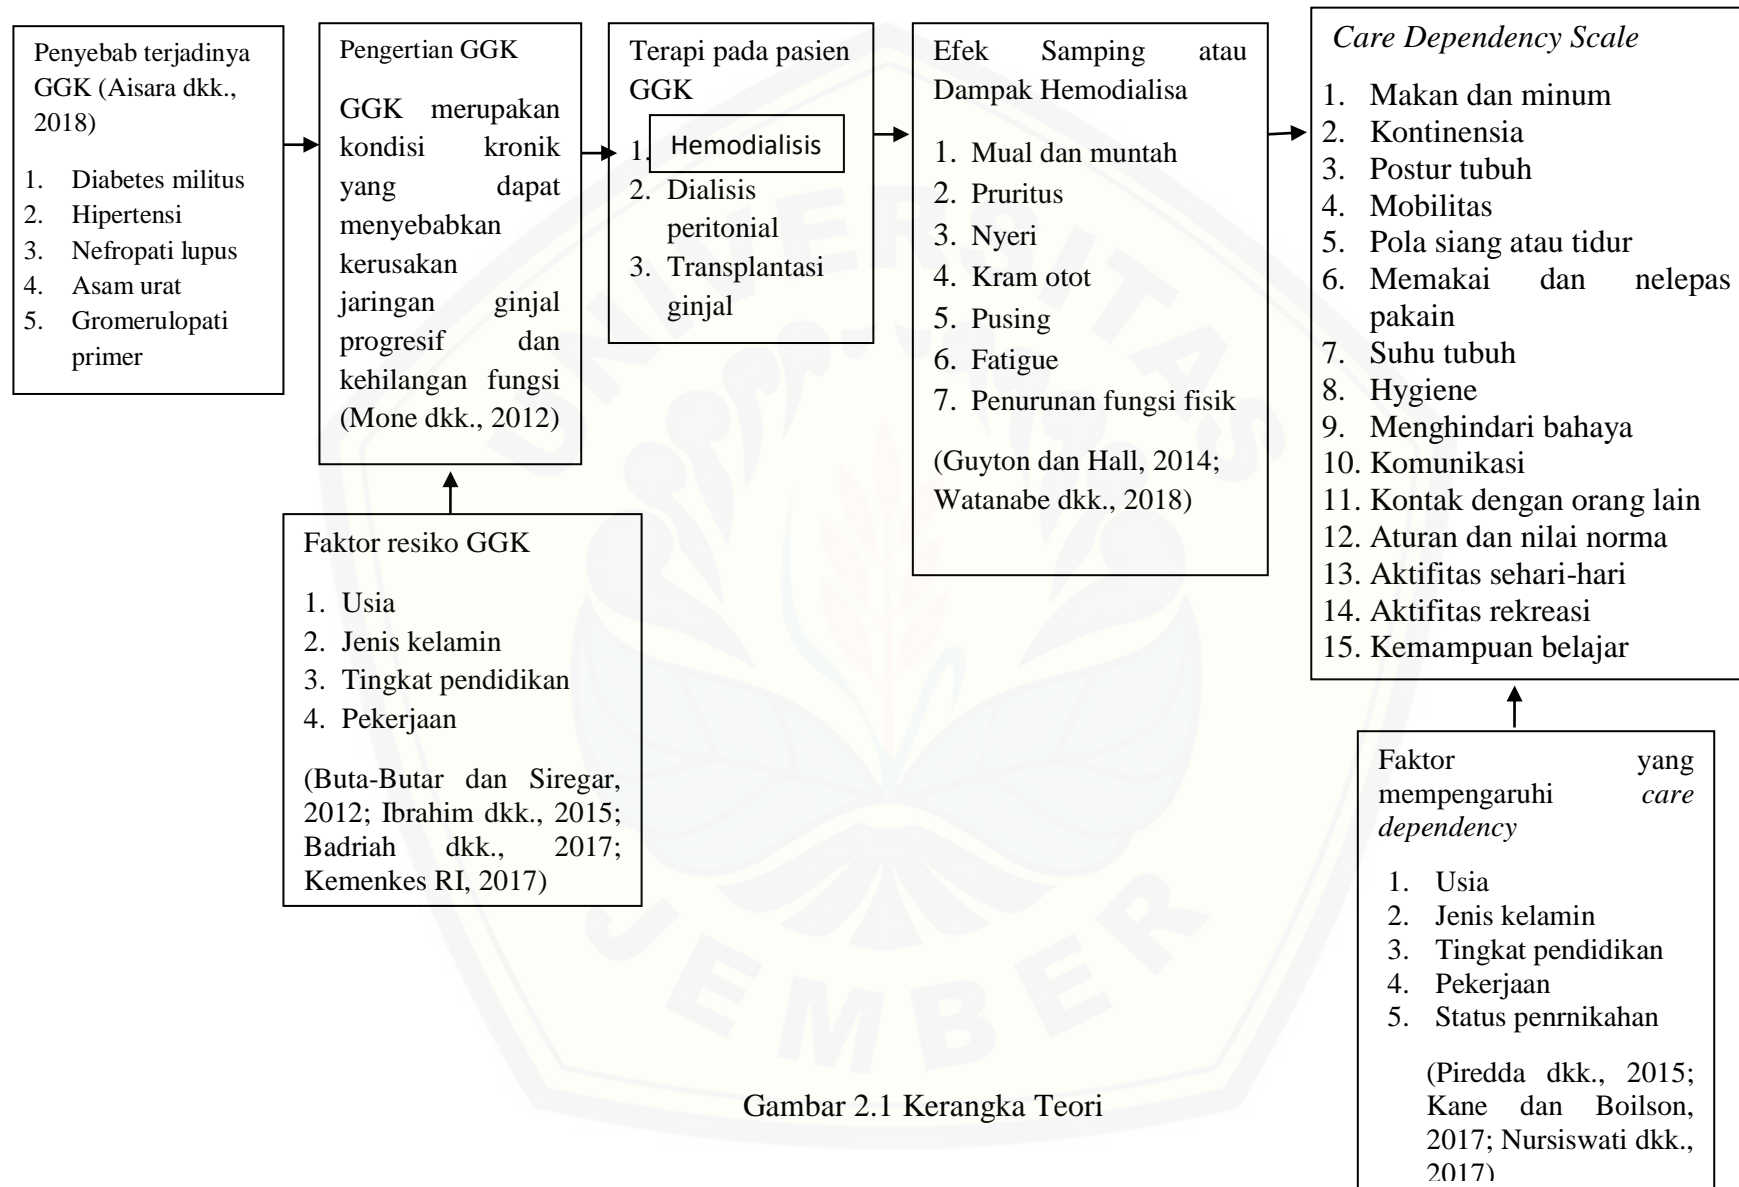 Penyebab terjadinya
GGK (Aisara dkk.,
2018)
1. Diabetes militus
2. Hipertensi
3. Nefropati lupus
4. Asam urat
5. Gromerulopati
primer
Pengertian GGK
GGK merupakan
kondisi kronik
yang dapat
menyebabkan
kerusakan
jaringan ginjal
progresif dan
kehilangan fungsi
(Mone dkk., 2012)
Faktor resiko GGK
1. Usia
2. Jenis kelamin
3. Tingkat pendidikan
4. Pekerjaan
(Buta-Butar dan Siregar,
2012; Ibrahim dkk., 2015;
Badriah dkk., 2017;
Kemenkes RI, 2017)
Terapi pada pasien
GGK
1. Hemodialisis
2. Dialisis
peritonial
3. Transplantasi
ginjal
Efek Samping atau
Dampak Hemodialisa
1. Mual dan muntah
2. Pruritus
3. Nyeri
4. Kram otot
5. Pusing
6. Fatigue
7. Penurunan fungsi fisik
(Guyton dan Hall, 2014;
Watanabe dkk., 2018)
Care Dependency Scale
1. Makan dan minum
2. Kontinensia
3. Postur tubuh
4. Mobilitas
5. Pola siang atau tidur
6. Memakai dan nelepas
pakain
7. Suhu tubuh
8. Hygiene
9. Menghindari bahaya
10. Komunikasi
11. Kontak dengan orang lain
12. Aturan dan nilai norma
13. Aktifitas sehari-hari
14. Aktifitas rekreasi
15. Kemampuan belajar
Faktor yang
mempengaruhi care
dependency
1. Usia
2. Jenis kelamin
3. Tingkat pendidikan
4. Pekerjaan
5. Status penrnikahan
(Piredda dkk., 2015;
Kane dan Boilson,
2017; Nursiswati dkk.,
2017)
Gambar 2.1 Kerangka Teori
UNIVERSITAS
JEMBER